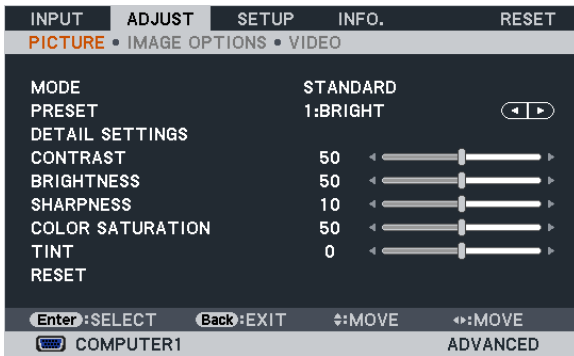 INPUT ADJUST SETUP INFO. RESET
PICTURE • IMAGE OPTIONS • VIDEO
MODE STANDARD
PRESET 1:BRIGHT
DETAIL SETTINGS
CONTRAST 50
BRIGHTNESS 50
SHARPNESS 10
COLOR SATURATION 50
TINT 0
RESET
Enter:SELECT Back:EXIT :MOVE :MOVE
COMPUTER1 ADVANCED